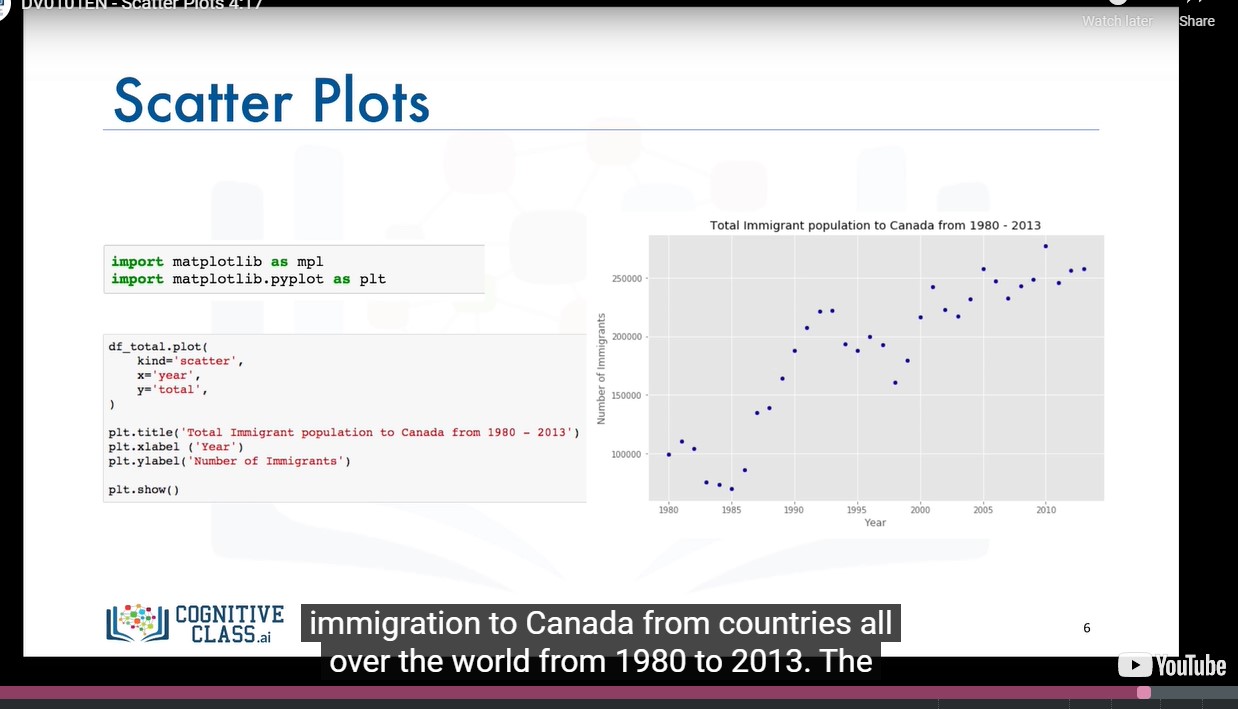 DV0101EN - Scatter Plots 4:17
Watch later
Share
Scatter Plots
import matplotlib as mpl
import matplotlib.pyplot as plt
df_total.plot(
kind='scatter',
x='year',
y='total',
)
plt.title('Total Immigrant population to Canada from 1980 - 2013')
plt.xlabel ('Year')
plt.ylabel('Number of Immigrants')
plt.show()
Total Immigrant population to Canada from 1980 - 2013
Number of Immigrants
250000
200000
150000
100000
1980 1985 1990 1995 2000 2005 2010
Year
COGNITIVE
CLASS.ai
immigration to Canada from countries all
over the world from 1980 to 2013. The
6
YouTube